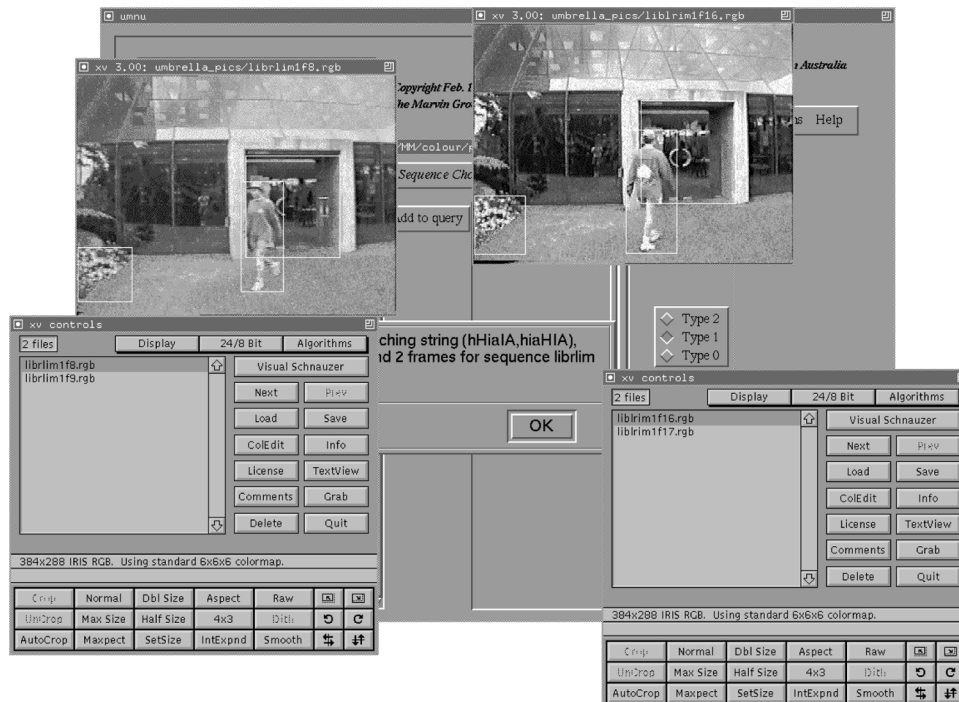 umnu
xv 3.00: umbrella_pics/liblrim1f16.rgb
xv 3.00: umbrella_pics/librlim1f8.rgb
Australia
Copyright Feb. 1
The Marvin Gro
Help
/MM/colour/
Sequence Cho
Add to query
Type 2
Type 1
Type 0
ching string (hHialA,hiaHIA),
nd 2 frames for sequence librlim
OK
xv controls
2 files
Display
24/8 Bit
Algorithms
librlim1f8.rgb
librlim1f9.rgb
Visual Schnauzer
Next
Prev
Load
Save
ColEdit
Info
License
TextView
Comments
Grab
Delete
Quit
384x288 IRIS RGB. Using standard 6x6x6 colormap.
Crop
Normal
Dbl Size
Aspect
Raw
UnCrop
Max Size
Half Size
4x3
Dith
AutoCrop
Maxpect
SetSize
IntExpnd
Smooth
xv controls
2 files
Display
24/8 Bit
Algorithms
liblrim1f16.rgb
liblrim1f17.rgb
Visual Schnauzer
Next
Prev
Load
Save
ColEdit
Info
License
TextView
Comments
Grab
Delete
Quit
384x288 IRIS RGB. Using standard 6x6x6 colormap.
Crop
Normal
Dbl Size
Aspect
Raw
UnCrop
Max Size
Half Size
4x3
Dith
AutoCrop
Maxpect
SetSize
IntExpnd
Smooth